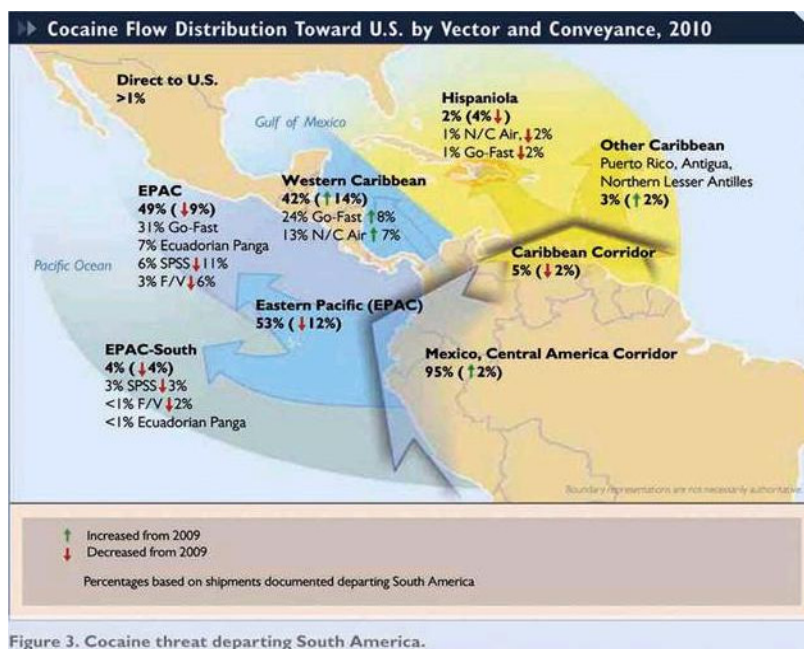 Cocaine Flow Distribution Toward U.S. by Vector and Conveyance, 2010
Direct to U.S.
>1%
Gulf of Mexico
Hispaniola
2% (4%↓)
1% N/C Air,↓2%
1% Go-Fast ↓2%
Other Caribbean
Puerto Rico, Antigua,
Northern Lesser Antilles
3% (↑2%)
Western Caribbean
42% (↑14%)
24% Go-Fast ↑8%
13% N/C Air ↑ 7%
EPAC
49% (↓9%)
31% Go-Fast
7% Ecuadorian Panga
6% SPSS↓11%
3% F/V↓6%
Pacific Ocean
Caribbean Corridor
5% (↓2%)
Eastern Pacific (EPAC)
53% (↓12%)
EPAC-South
4% (↓4%)
3% SPSS↓3%
<1% F/V↓2%
<1% Ecuadorian Panga
Mexico, Central America Corridor
95% (↑2%)
Boundary representations are not necessarily authoritative.
↑ Increased from 2009
↓ Decreased from 2009
Percentages based on shipments documented departing South America
Figure 3. Cocaine threat departing South America.